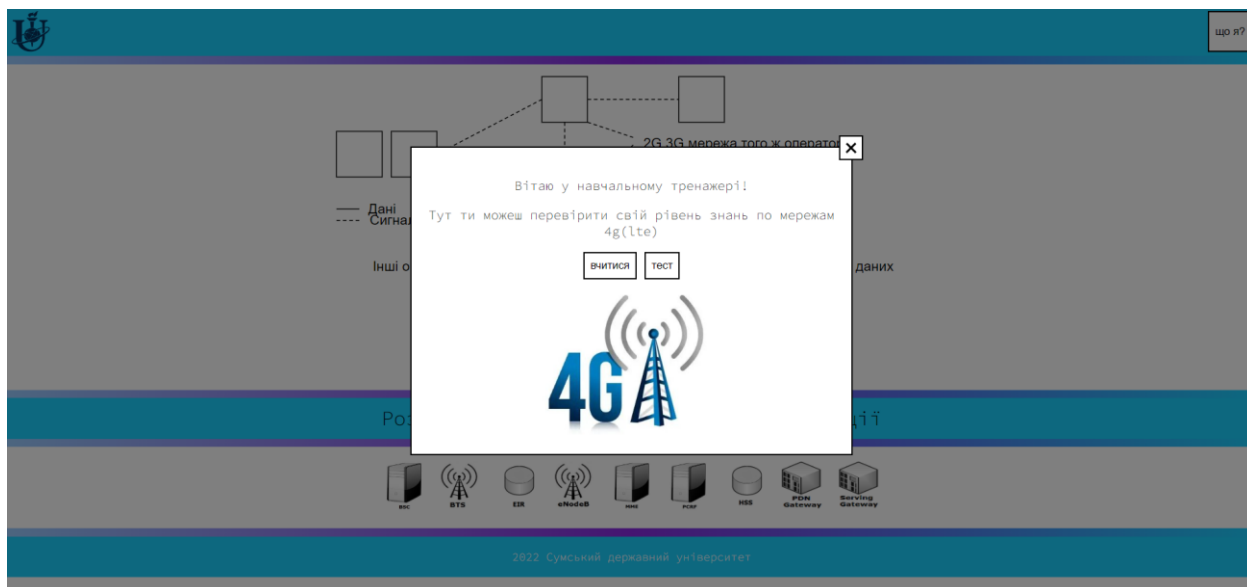 що я?
2G 3G мережа того ж
Вітаю у навчальному тренажері!
Дані
Тут ти можеш перевірити свій рівень знань по мережам
4g(lte)
Інші
вчитися тест
даних
4G
BSC BTS EIR eNodeB MME PCRF HSS PDN Gateway Serving Gateway
2022 Сумський державний університет